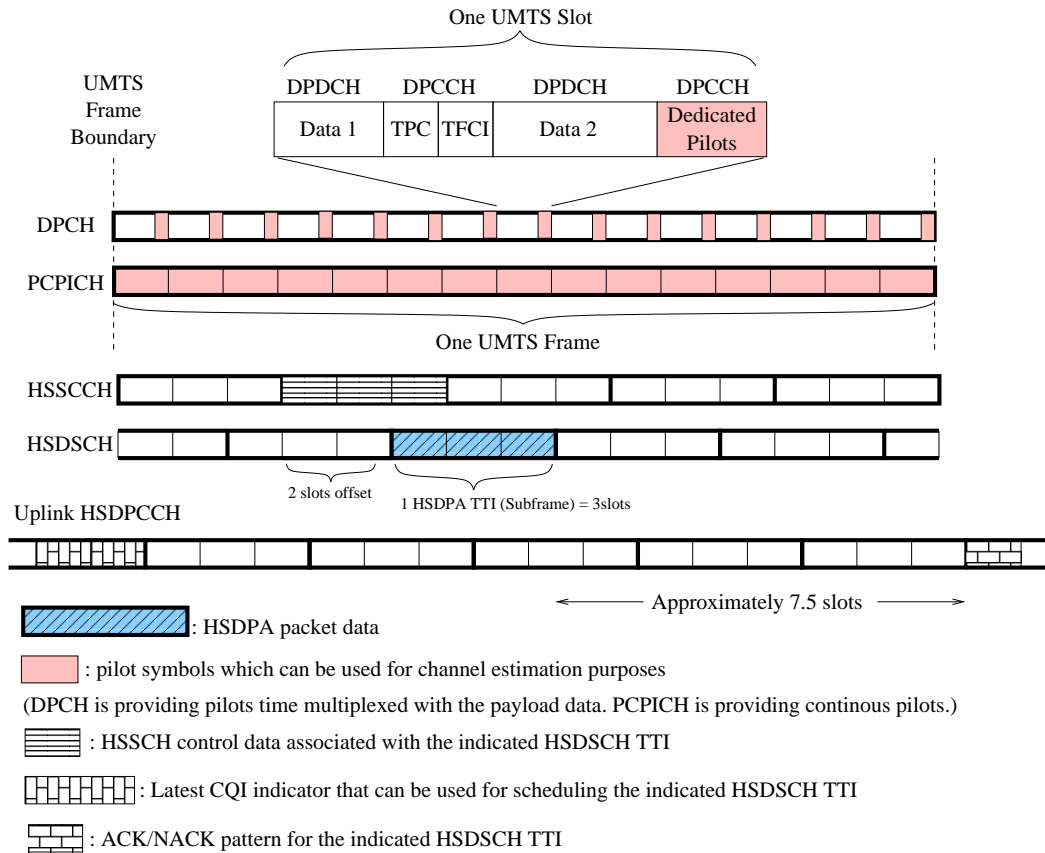 One UMTS Slot
UMTS
Frame
Boundary
DPDCH DPCCH DPDCH DPCCH
Data 1 TPC TFCI Data 2 Dedicated Pilots
DPCH
PCPICH
One UMTS Frame
HSSCCH
HSDSCH
2 slots offset
1 HSDPA TTI (Subframe) = 3slots
Uplink HSDPCCH
Approximately 7.5 slots
: HSDPA packet data
: pilot symbols which can be used for channel estimation purposes
(DPCH is providing pilots time multiplexed with the payload data. PCPICH is providing continous pilots.)
: HSSCH control data associated with the indicated HSDSCH TTI
: Latest CQI indicator that can be used for scheduling the indicated HSDSCH TTI
: ACK/NACK pattern for the indicated HSDSCH TTI